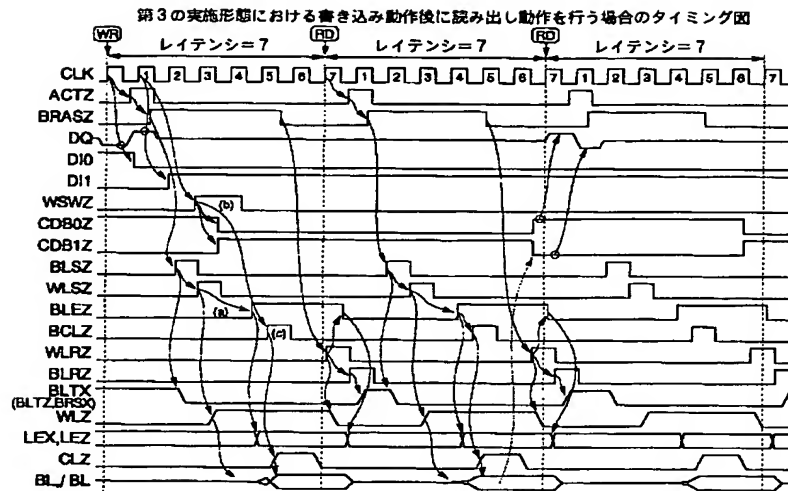 第3の実施形態における書き込み動作後に読み出し動作を行う場合のタイミング図
WR RD RD
レイテンシ=7 レイテンシ=7 レイテンシ=7
CLK 1 2 3 4 5 6 7 1 2 3 4 5 6 7 1 2 3 4 5 6 7
ACTZ
BRASZ
DQ
DI0
DI1
WSWZ (b)
CDB0Z
CDB1Z
BLSZ
WLSZ
BLEZ (a)
BCLZ (c)
WLRZ
BLRZ
BLTX
(BLTZ,BRSX)
WLZ
LEX,LEZ
CLZ
BL,/BL